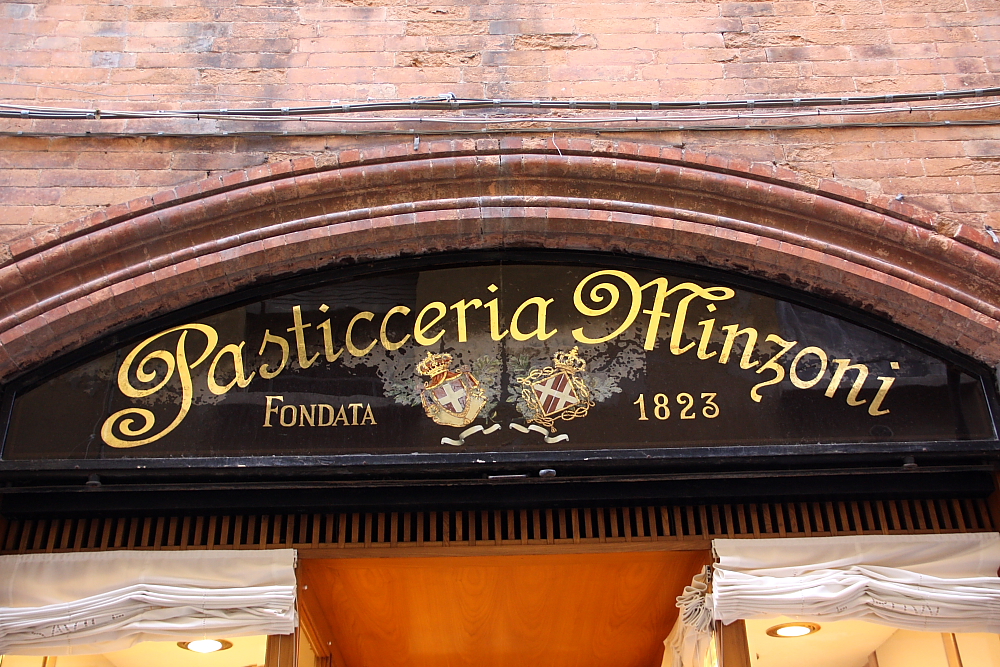 Pasticceria Minzoni
FONDATA 1823